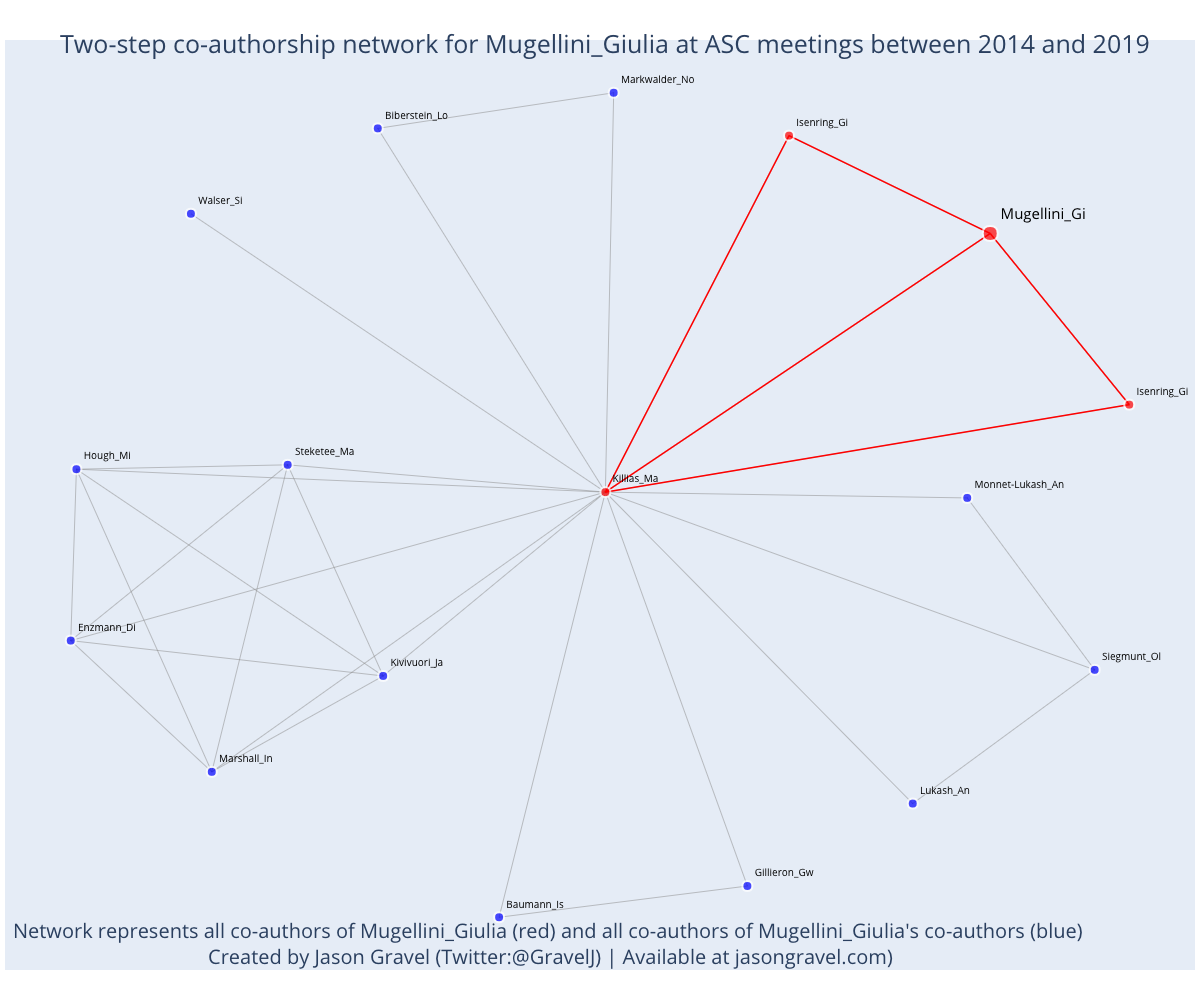 Two-step co-authorship network for Mugellini_Giulia at ASC meetings between 2014 and 2019
Markwalder_No
Biberstein_Lo
Isenring_Gi
Walser_Si
Mugellini_Gi
Isenring_Gi
Steketee_Ma
Hough_Mi
Killias_Ma
Monnet-Lukash_An
Enzmann_Di
Kivivuori_Ja
Siegmunt_Ol
Marshall_In
Lukash_An
Gillieron_Gw
Baumann_Is
Network represents all co-authors of Mugellini_Giulia (red) and all co-authors of Mugellini_Giulia's co-authors (blue)
Created by Jason Gravel (Twitter:@GravelJ) | Available at jasongravel.com)